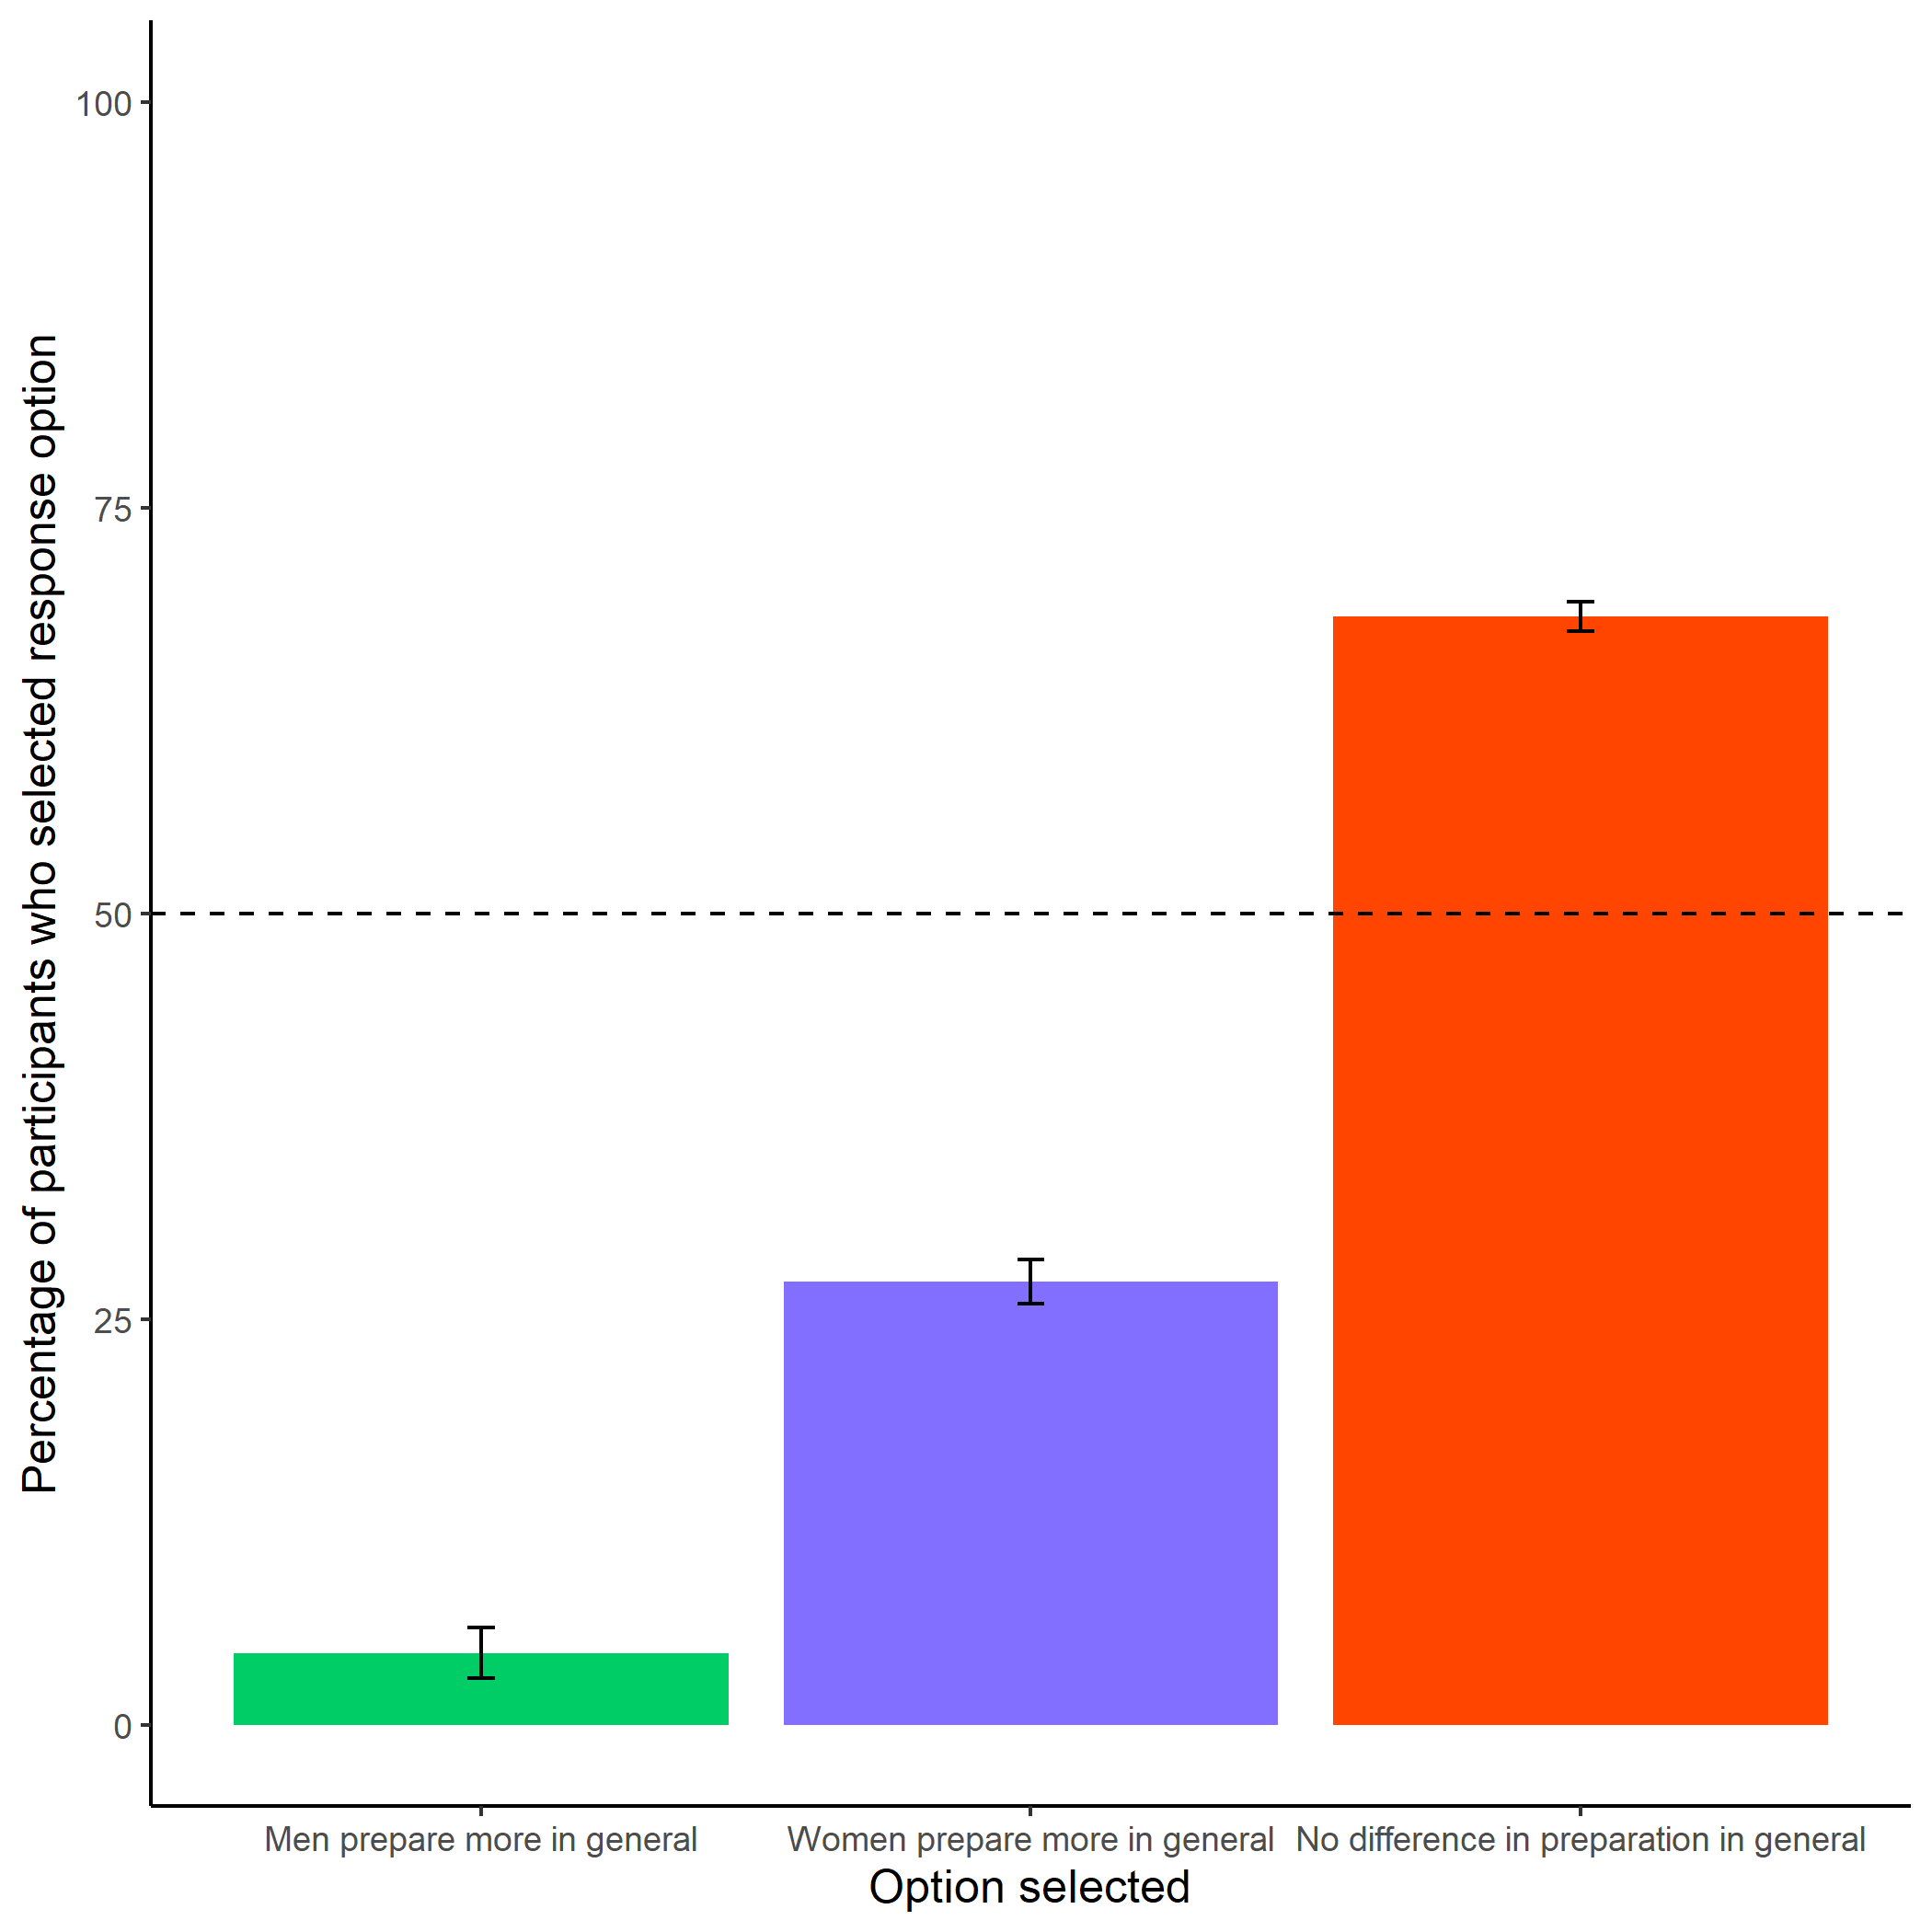 Percentage of participants who selected response option
100
75
50
25
0
Men prepare more in general
Women prepare more in general
No difference in preparation in general
Option selected